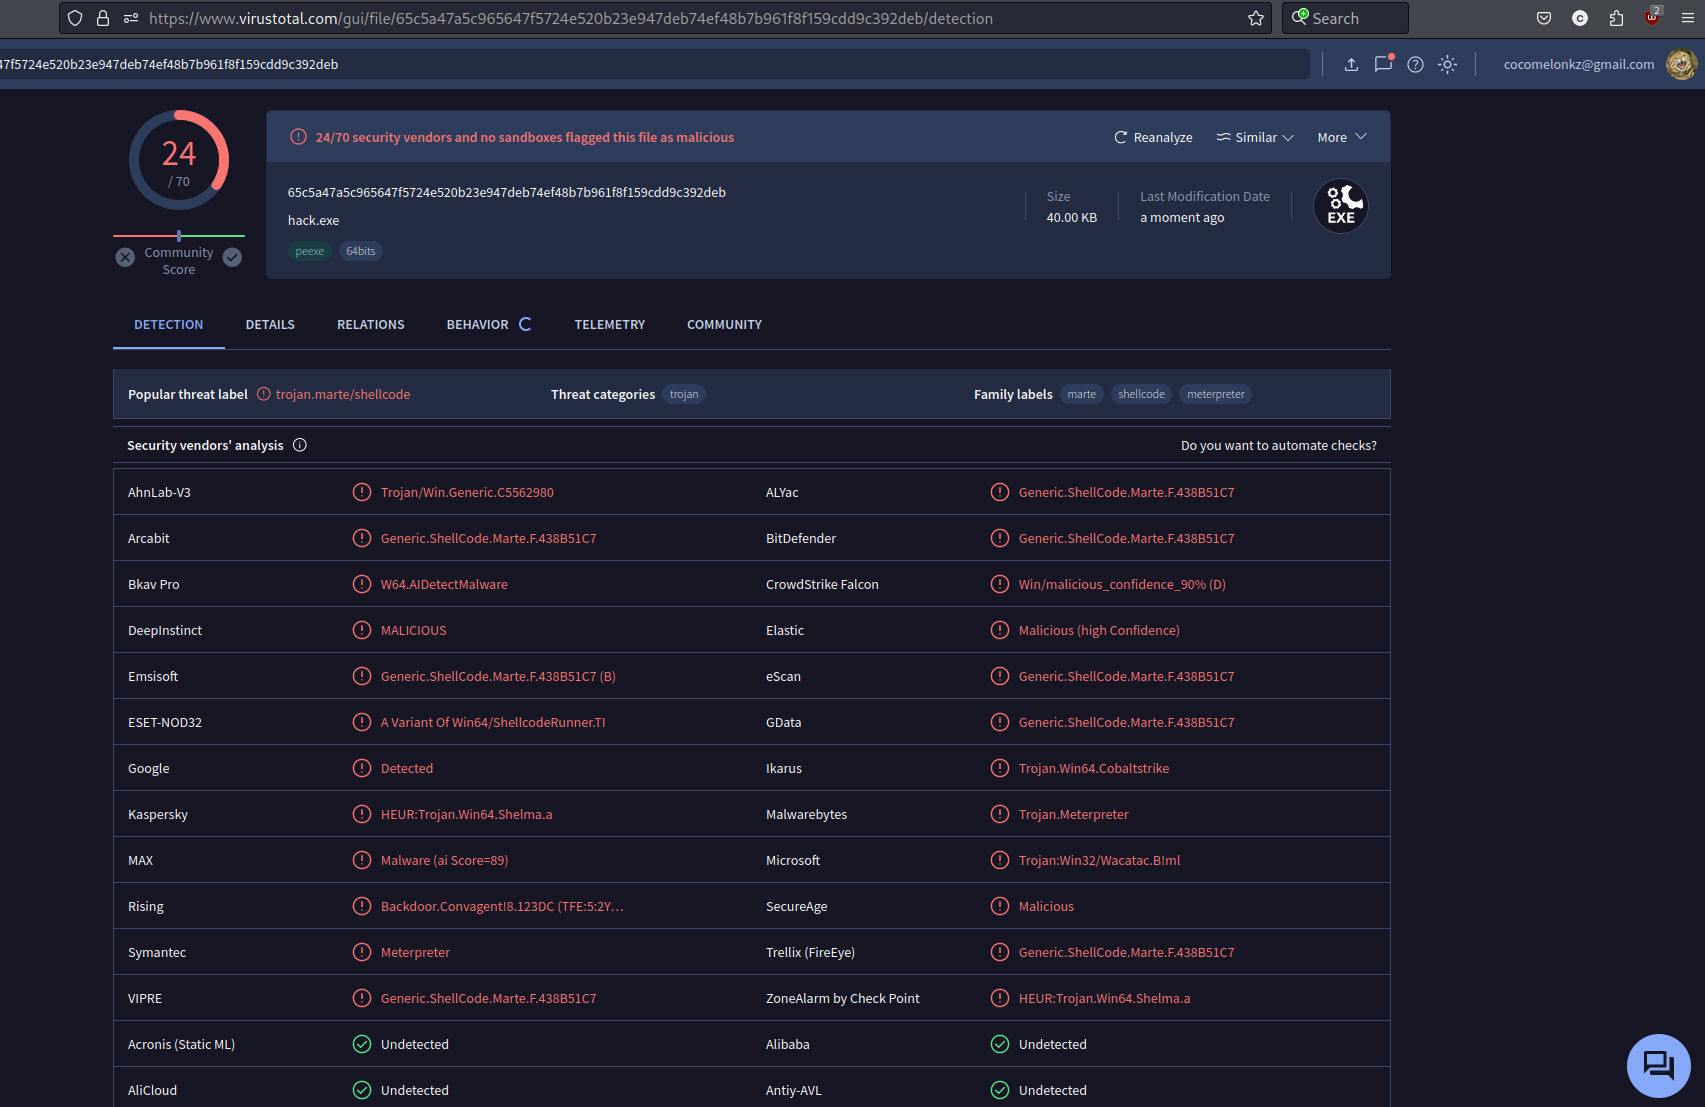 https://www.virustotal.com/gui/file/65c5a47a5c965647f5724e520b23e947deb74ef48b7b961f8f159cdd9c392deb/detection
Search
2
47f5724e520b23e947deb74ef48b7b961f8f159cdd9c392deb
cocomelonkz@gmail.com
24
/ 70
Community
Score
24/70 security vendors and no sandboxes flagged this file as malicious
Reanalyze
Similar
More
65c5a47a5c965647f5724e520b23e947deb74ef48b7b961f8f159cdd9c392deb
hack.exe
peexe
64bits
Size
40.00 KB
Last Modification Date
a moment ago
EXE
DETECTION
DETAILS
RELATIONS
BEHAVIOR
TELEMETRY
COMMUNITY
Popular threat label
trojan.marte/shellcode
Threat categories
trojan
Family labels
marte
shellcode
meterpreter
Security vendors' analysis
Do you want to automate checks?
AhnLab-V3
Trojan/Win.Generic.C5562980
ALYac
Generic.ShellCode.Marte.F.438B51C7
Arcabit
Generic.ShellCode.Marte.F.438B51C7
BitDefender
Generic.ShellCode.Marte.F.438B51C7
Bkav Pro
W64.AIDetectMalware
CrowdStrike Falcon
Win/malicious_confidence_90% (D)
DeepInstinct
MALICIOUS
Elastic
Malicious (high Confidence)
Emsisoft
Generic.ShellCode.Marte.F.438B51C7 (B)
eScan
Generic.ShellCode.Marte.F.438B51C7
ESET-NOD32
A Variant Of Win64/ShellcodeRunner.TI
GData
Generic.ShellCode.Marte.F.438B51C7
Google
Detected
Ikarus
Trojan.Win64.Cobaltstrike
Kaspersky
HEUR:Trojan.Win64.Shelma.a
Malwarebytes
Trojan.Meterpreter
MAX
Malware (ai Score=89)
Microsoft
Trojan:Win32/Wacatac.B!ml
Rising
Backdoor.Convagent!8.123DC (TFE:5:2Y…
SecureAge
Malicious
Symantec
Meterpreter
Trellix (FireEye)
Generic.ShellCode.Marte.F.438B51C7
VIPRE
Generic.ShellCode.Marte.F.438B51C7
ZoneAlarm by Check Point
HEUR:Trojan.Win64.Shelma.a
Acronis (Static ML)
Undetected
Alibaba
Undetected
AliCloud
Undetected
Antiy-AVL
Undetected